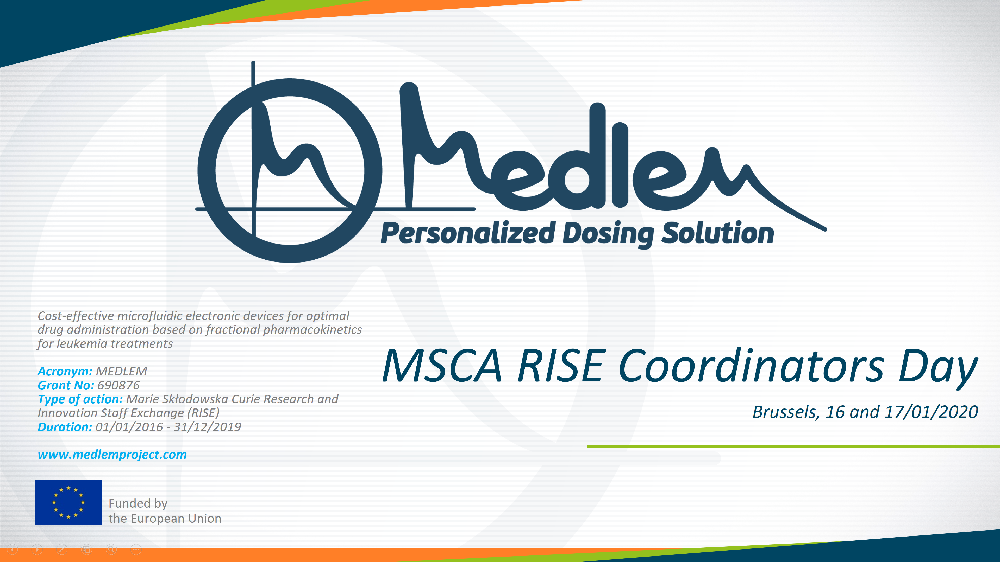 Medlem
Personalized Dosing Solution
Cost-effective microfluidic electronic devices for optimal
drug administration based on fractional pharmacokinetics
for leukemia treatments
Acronym: MEDLEM
Grant No: 690876
Type of action: Marie Skłodowska Curie Research and
Innovation Staff Exchange (RISE)
Duration: 01/01/2016 - 31/12/2019
www.medlemproject.com
MSCA RISE Coordinators Day
Brussels, 16 and 17/01/2020
Funded by
the European Union